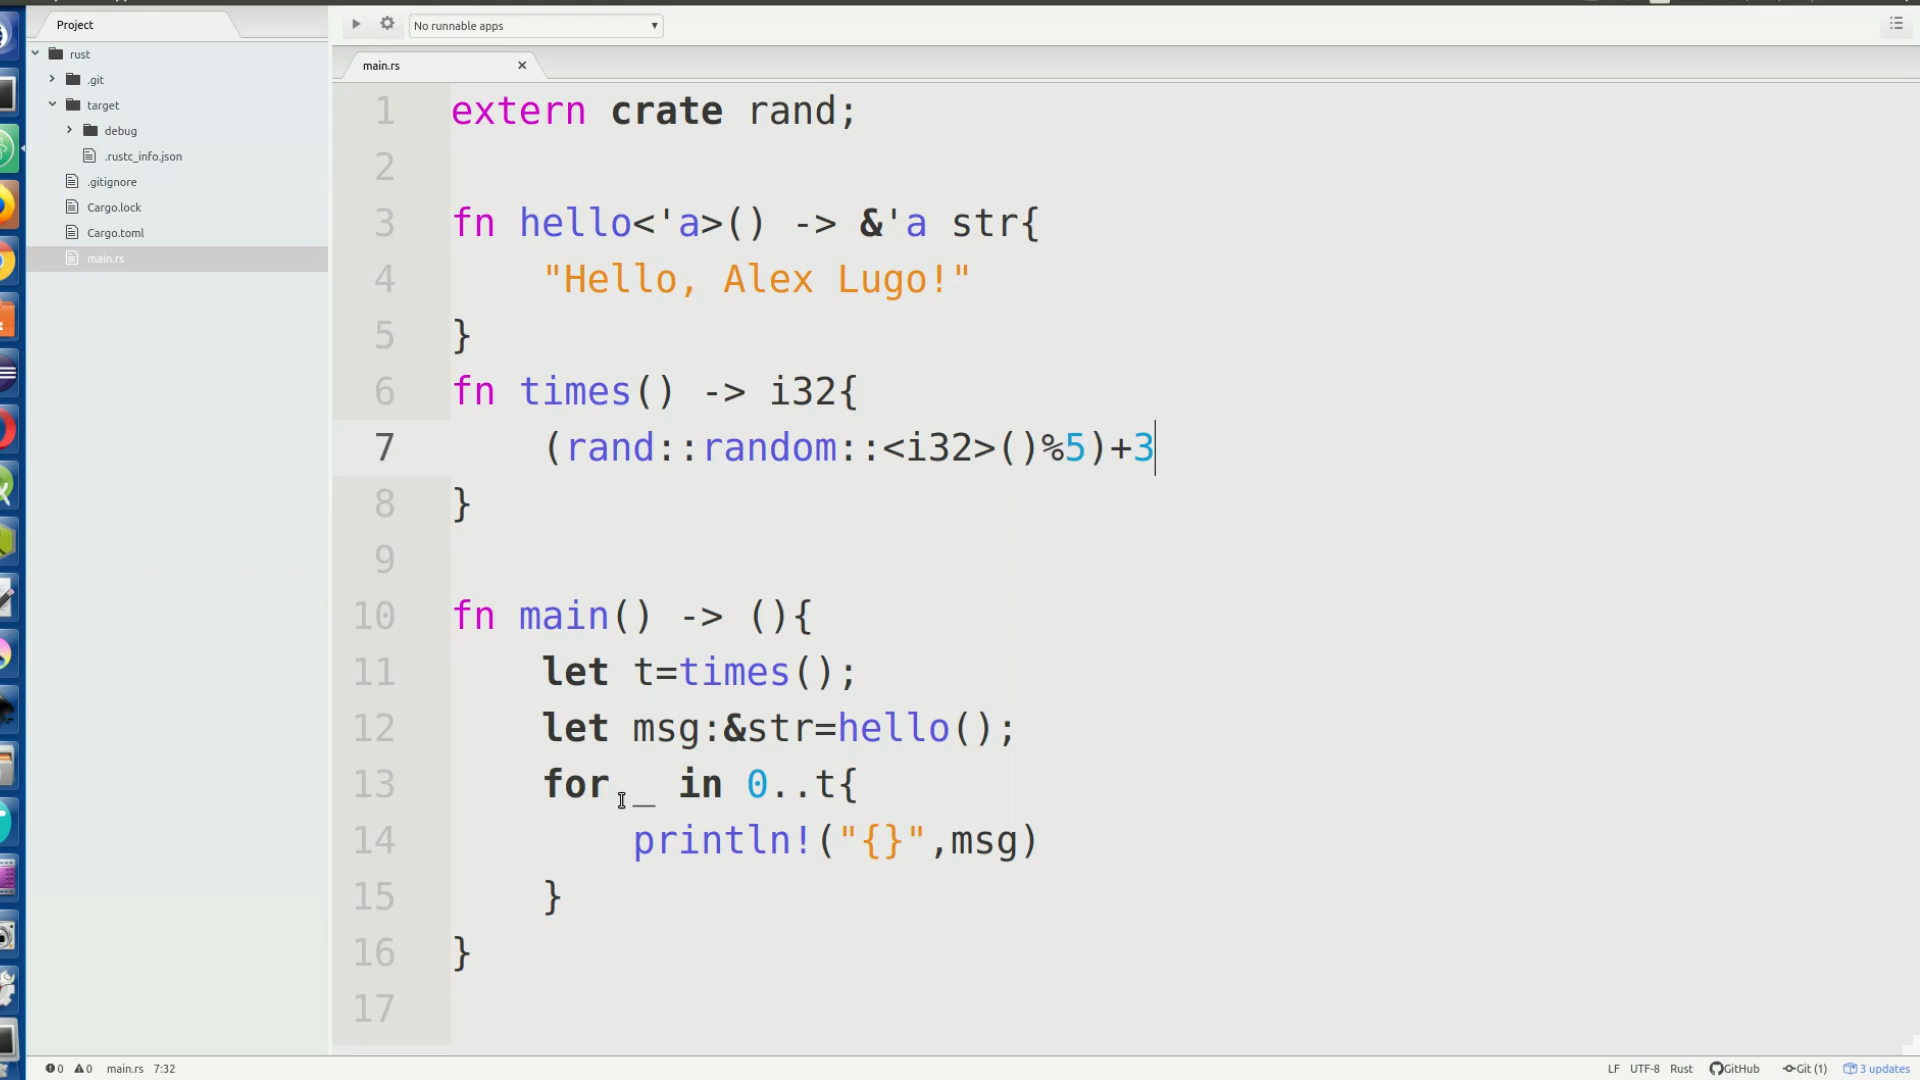 Project
No runnable apps
rust
.git
target
debug
.rustc_info.json
.gitignore
Cargo.lock
Cargo.toml
main.rs
main.rs
1 extern crate rand;
2
3 fn hello<'a>() -> &'a str{
4     "Hello, Alex Lugo!"
5 }
6 fn times() -> i32{
7     (rand::random::<i32>()%5)+3
8 }
9
10 fn main() -> (){
11     let t=times();
12     let msg:&str=hello();
13     for _ in 0..t{
14         println!("{}",msg)
15     }
16 }
17
0 0 main.rs 7:32
LF UTF-8 Rust GitHub Git (1) 3 updates